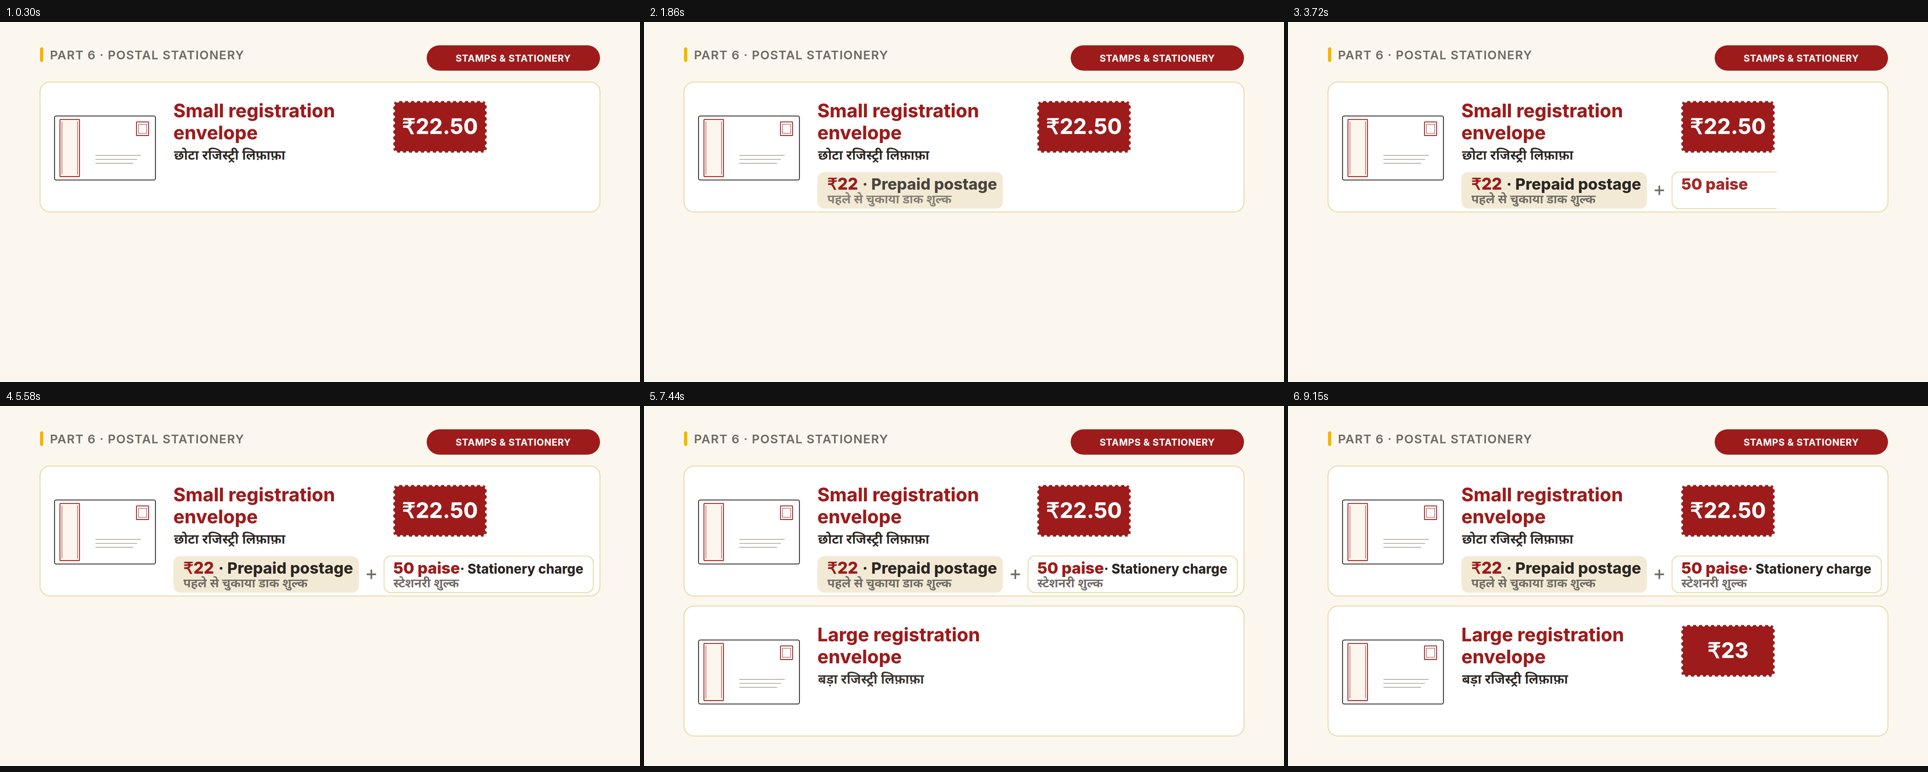 1. 0.30s
PART 6 · POSTAL STATIONERY
STAMPS & STATIONERY
Small registration
envelope
छोटा रजिस्ट्री लिफ़ाफ़ा
₹22.50
2. 1.86s
PART 6 · POSTAL STATIONERY
STAMPS & STATIONERY
Small registration
envelope
छोटा रजिस्ट्री लिफ़ाफ़ा
₹22.50
₹22 · Prepaid postage
पहले से चुकाया डाक शुल्क
3. 3.72s
PART 6 · POSTAL STATIONERY
STAMPS & STATIONERY
Small registration
envelope
छोटा रजिस्ट्री लिफ़ाफ़ा
₹22.50
₹22 · Prepaid postage
पहले से चुकाया डाक शुल्क
+
50 paise
4. 5.58s
PART 6 · POSTAL STATIONERY
STAMPS & STATIONERY
Small registration
envelope
छोटा रजिस्ट्री लिफ़ाफ़ा
₹22.50
₹22 · Prepaid postage
पहले से चुकाया डाक शुल्क
+
50 paise· Stationery charge
स्टेशनरी शुल्क
5. 7.44s
PART 6 · POSTAL STATIONERY
STAMPS & STATIONERY
Small registration
envelope
छोटा रजिस्ट्री लिफ़ाफ़ा
₹22.50
₹22 · Prepaid postage
पहले से चुकाया डाक शुल्क
+
50 paise· Stationery charge
स्टेशनरी शुल्क
Large registration
envelope
बड़ा रजिस्ट्री लिफ़ाफ़ा
6. 9.15s
PART 6 · POSTAL STATIONERY
STAMPS & STATIONERY
Small registration
envelope
छोटा रजिस्ट्री लिफ़ाफ़ा
₹22.50
₹22 · Prepaid postage
पहले से चुकाया डाक शुल्क
+
50 paise· Stationery charge
स्टेशनरी शुल्क
Large registration
envelope
बड़ा रजिस्ट्री लिफ़ाफ़ा
₹23